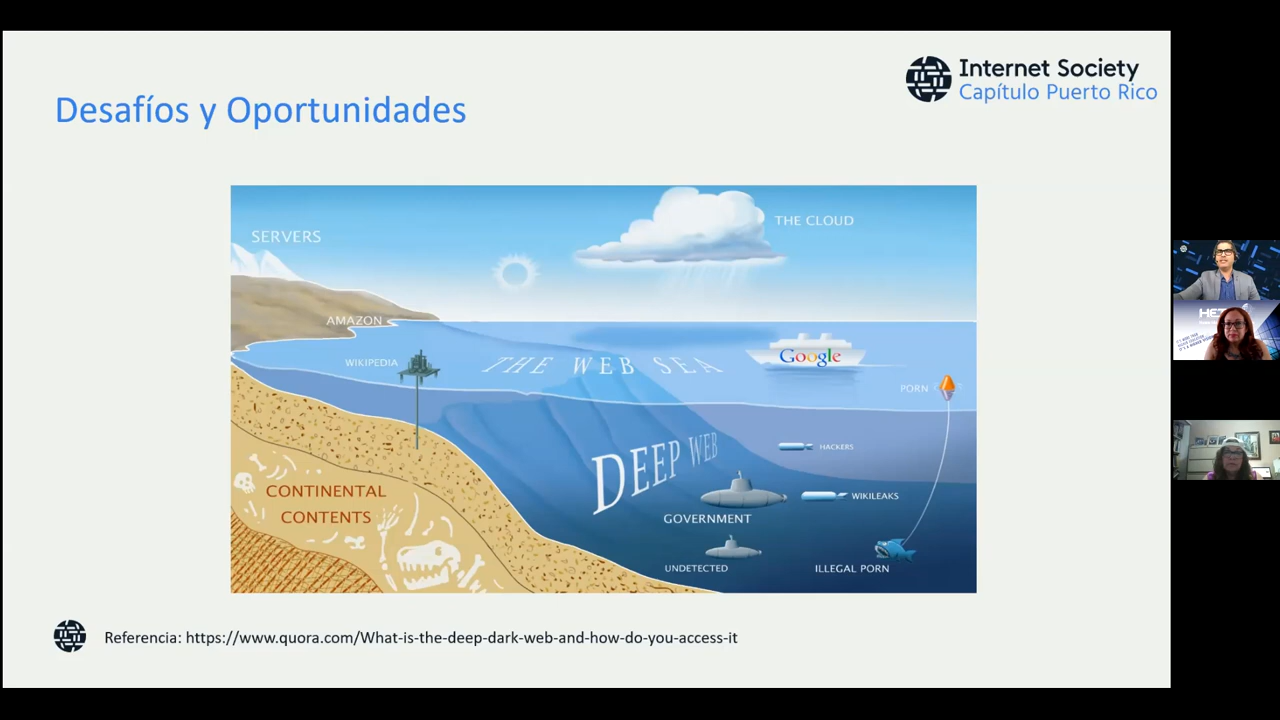 Internet Society
Capítulo Puerto Rico
Desafíos y Oportunidades
SERVERS
THE CLOUD
AMAZON
WIKIPEDIA
THE WEB SEA
Google
PORN
DEEP WEB
HACKERS
WIKILEAKS
CONTINENTAL
CONTENTS
GOVERNMENT
UNDETECTED
ILLEGAL PORN
Referencia: https://www.quora.com/What-is-the-deep-dark-web-and-how-do-you-access-it